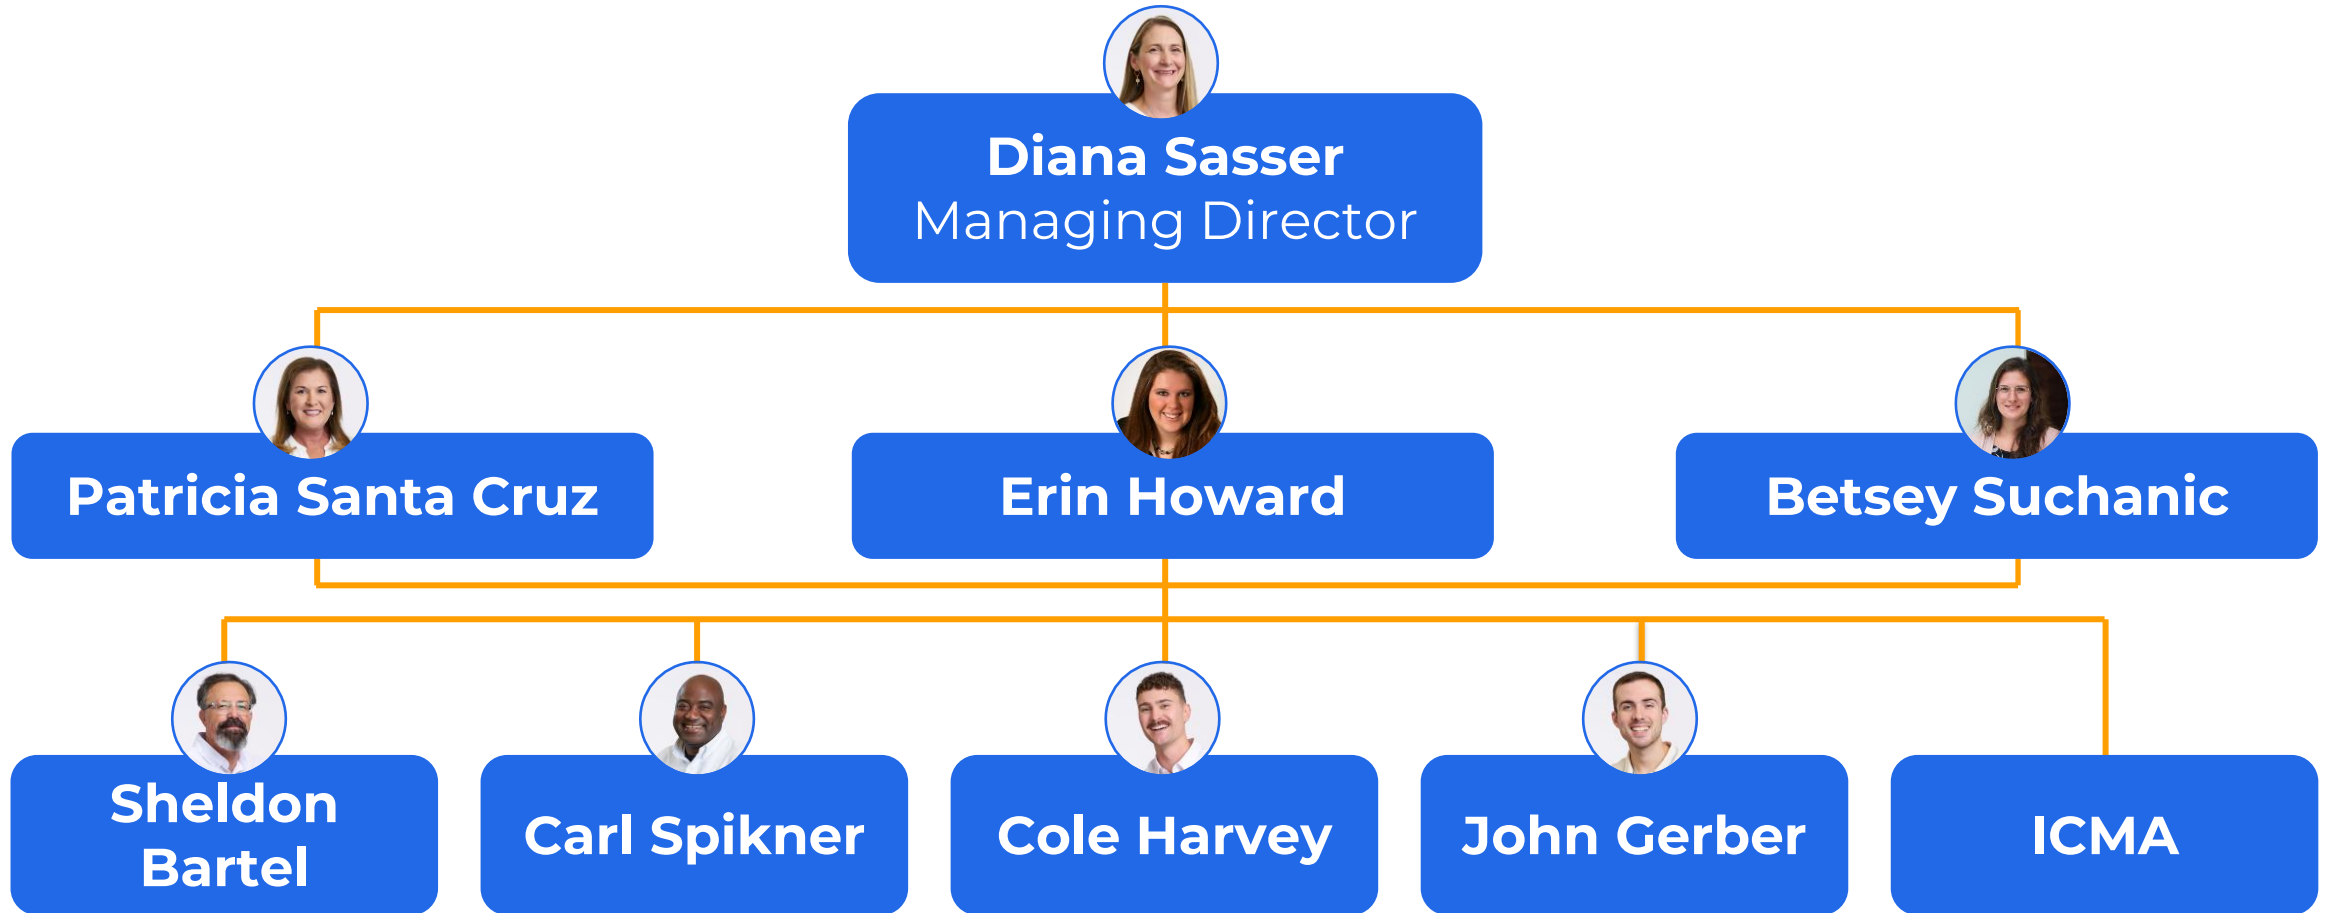 Diana Sasser
Managing Director
Patricia Santa Cruz
Erin Howard
Betsey Suchanic
Sheldon
Bartel
Carl Spikner
Cole Harvey
John Gerber
ICMA